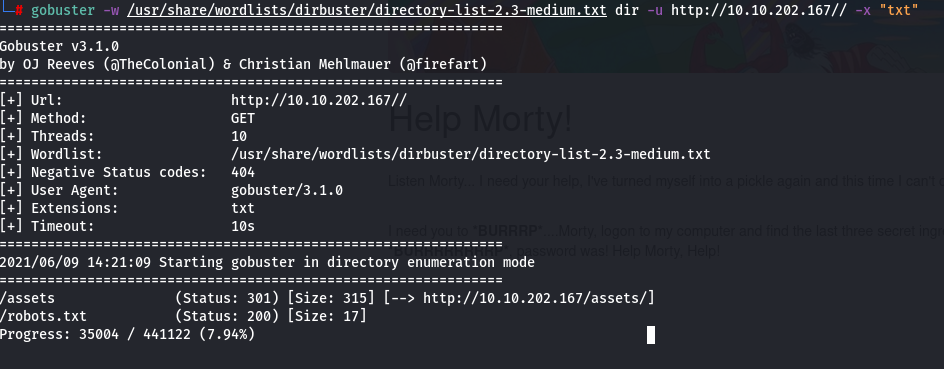 # gobuster -w /usr/share/wordlists/dirbuster/directory-list-2.3-medium.txt dir -u http://10.10.202.167// -x "txt"
===============================================================
Gobuster v3.1.0
by OJ Reeves (@TheColonial) & Christian Mehlmauer (@firefart)
===============================================================
[+] Url:                     http://10.10.202.167//
[+] Method:                  GET
[+] Threads:                 10
[+] Wordlist:                /usr/share/wordlists/dirbuster/directory-list-2.3-medium.txt
[+] Negative Status codes:   404
[+] User Agent:              gobuster/3.1.0
[+] Extensions:              txt
[+] Timeout:                 10s
===============================================================
2021/06/09 14:21:09 Starting gobuster in directory enumeration mode
===============================================================
/assets               (Status: 301) [Size: 315] [--> http://10.10.202.167/assets/]
/robots.txt           (Status: 200) [Size: 17]
Progress: 35004 / 441122 (7.94%)
Help Morty!
Listen Morty... I need your help, I've turned myself into a pickle again and this time I can't
I need you to *BURRRP*....Morty, logon to my computer and find the last three secret
password was! Help Morty, Help!